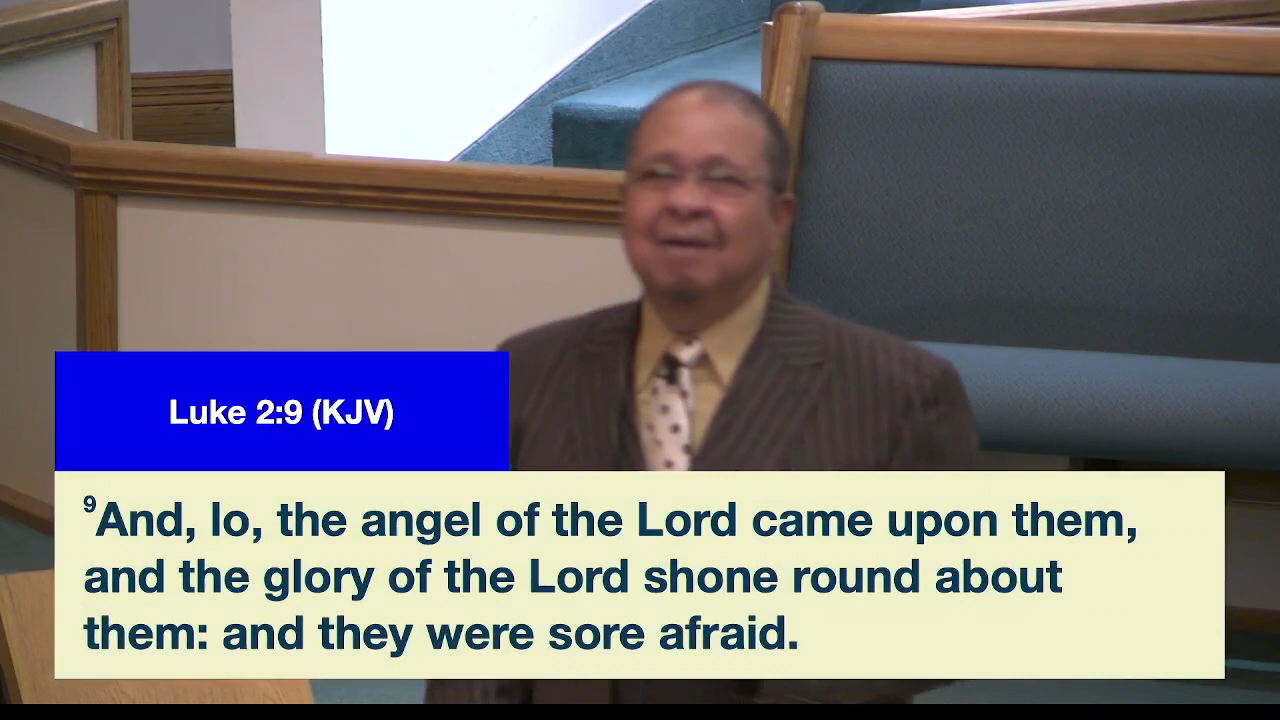 Luke 2:9 (KJV)
9And, lo, the angel of the Lord came upon them,
and the glory of the Lord shone round about
them: and they were sore afraid.